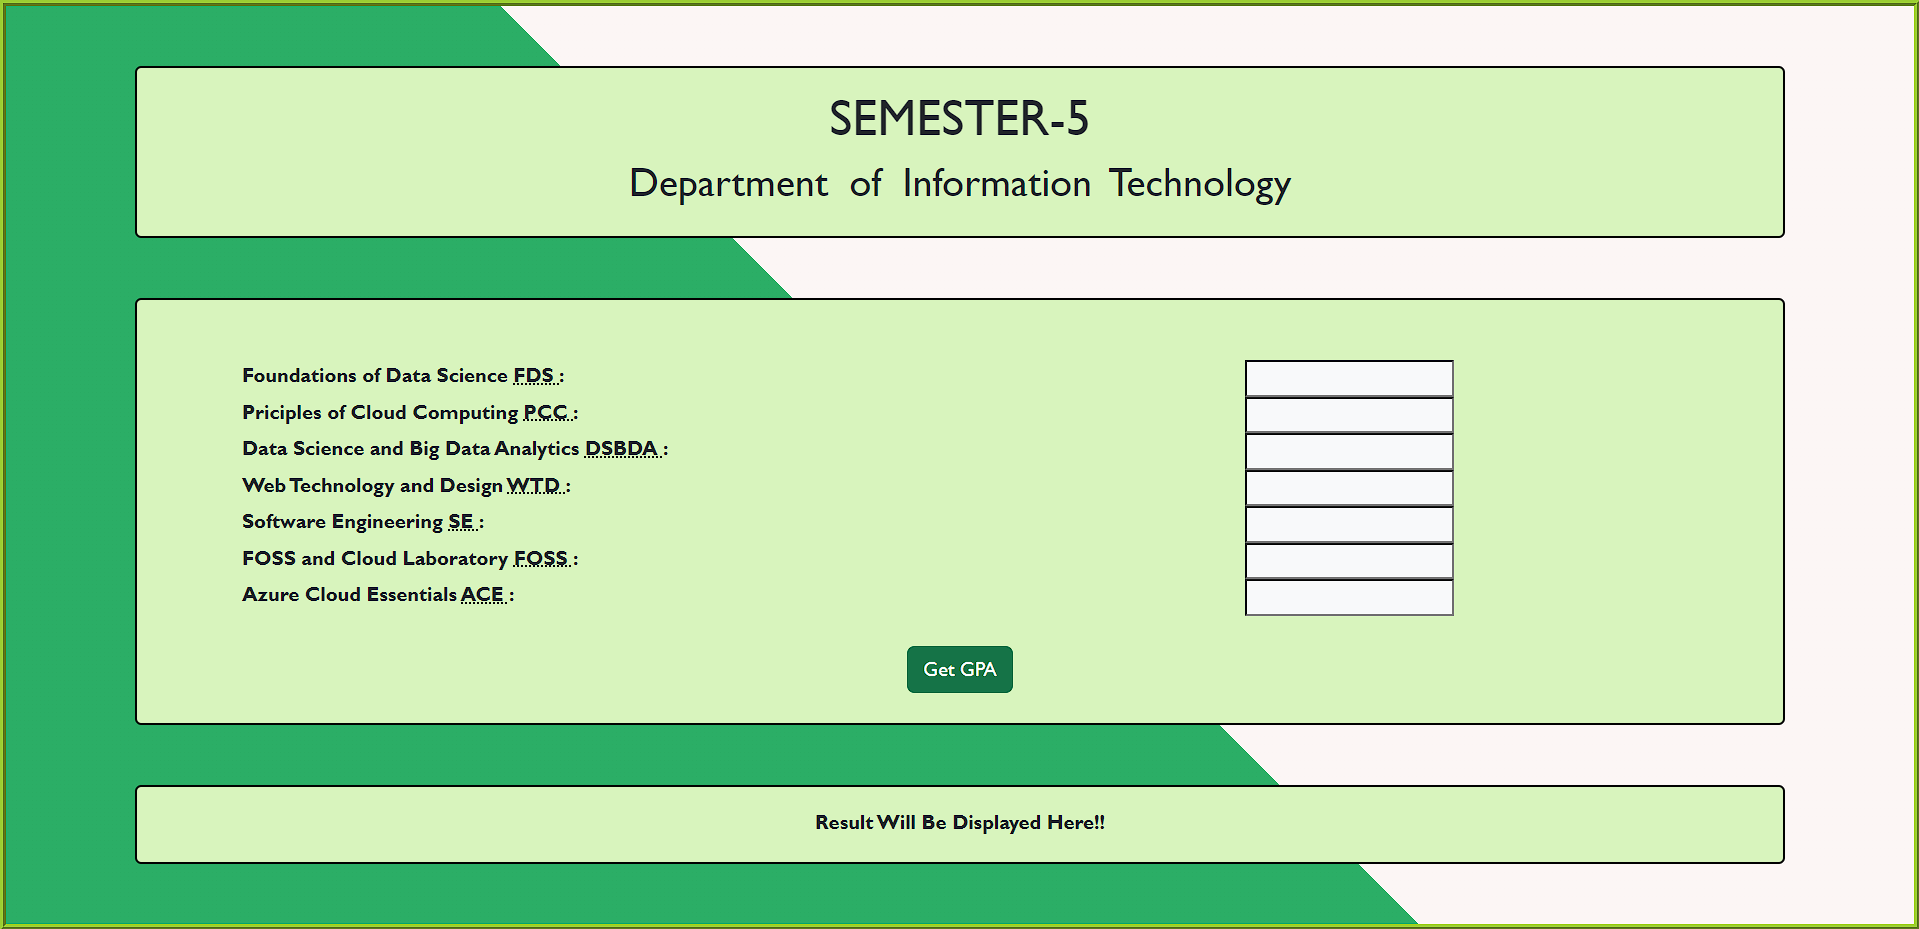 SEMESTER-5
Department of Information Technology
Foundations of Data Science FDS :
Priciples of Cloud Computing PCC :
Data Science and Big Data Analytics DSBDA :
Web Technology and Design WTD :
Software Engineering SE :
FOSS and Cloud Laboratory FOSS :
Azure Cloud Essentials ACE :
Get GPA
Result Will Be Displayed Here!!